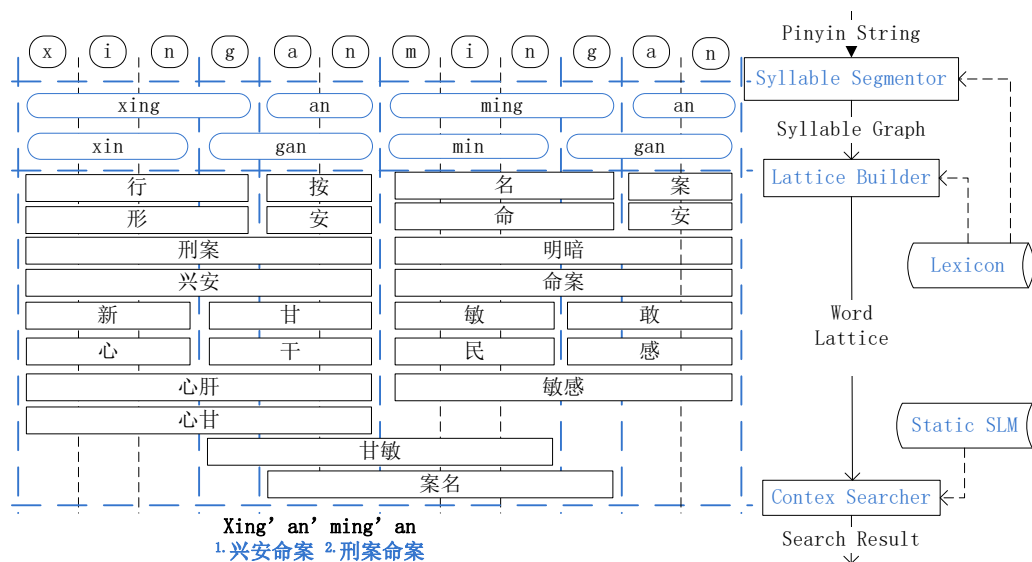 x i n g a n m i n g a n
xing an ming an
xin gan min gan
行 按 名 案
形 安 命 安
刑案 明暗
兴安 命案
新 甘 敏 敢
心 干 民 感
心肝 敏感
心甘
甘敏
案名
Xing’an’ming’an
1.兴安命案 2.刑案命案
Pinyin String
Syllable Segmentor
Syllable Graph
Lattice Builder
Lexicon
Word
Lattice
Static SLM
Contex Searcher
Search Result